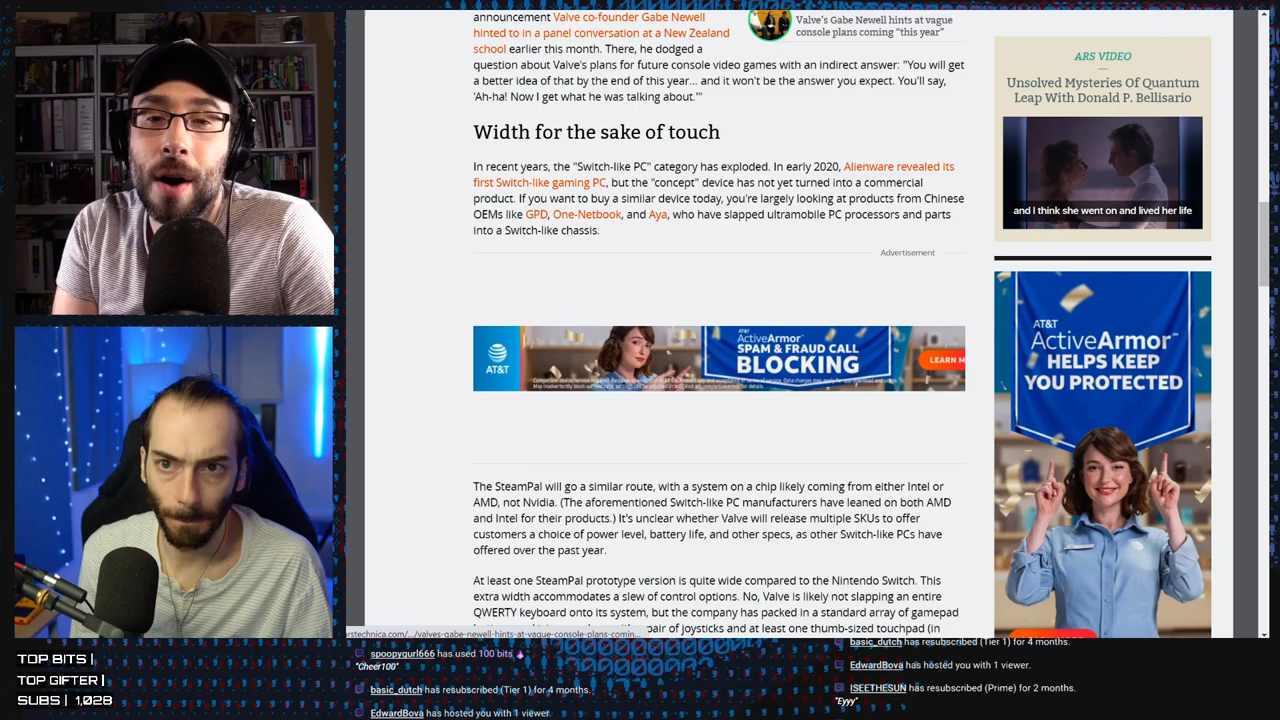 announcement Valve co-founder Gabe Newell
hinted to in a panel conversation at a New Zealand
school earlier this month. There, he dodged a
question about Valve's plans for future console video games with an indirect answer: "You will get
a better idea of that by the end of this year... and it won't be the answer you expect. You'll say,
'Ah-ha! Now I get what he was talking about.'"
Valve's Gabe Newell hints at vague
console plans coming "this year"
Width for the sake of touch
In recent years, the "Switch-like PC" category has exploded. In early 2020, Alienware revealed its
first Switch-like gaming PC, but the "concept" device has not yet turned into a commercial
product. If you want to buy a similar device today, you're largely looking at products from Chinese
OEMs like GPD, One-Netbook, and Aya, who have slapped ultramobile PC processors and parts
into a Switch-like chassis.
Advertisement
AT&T
ActiveArmor℠
SPAM & FRAUD CALL
BLOCKING
LEARN M
The SteamPal will go a similar route, with a system on a chip likely coming from either Intel or
AMD, not Nvidia. (The aforementioned Switch-like PC manufacturers have leaned on both AMD
and Intel for their products.) It's unclear whether Valve will release multiple SKUs to offer
customers a choice of power level, battery life, and other specs, as other Switch-like PCs have
offered over the past year.
At least one SteamPal prototype version is quite wide compared to the Nintendo Switch. This
extra width accommodates a slew of control options. No, Valve is likely not slapping an entire
QWERTY keyboard onto its system, but the company has packed in a standard array of gamepad
pair of joysticks and at least one thumb-sized touchpad (in
rstechnica.com/.../valves-gabe-newell-hints-at-vague-console-plans-comin...
ARS VIDEO
Unsolved Mysteries Of Quantum
Leap With Donald P. Bellisario
and I think she went on and lived her life
AT&T
ActiveArmor℠
HELPS KEEP
YOU PROTECTED
TOP BITS |
TOP GIFTER |
SUBS | 1,028
spoopygurl666 has used 100 bits
"Cheer100"
basic_dutch has resubscribed (Tier 1) for 4 months.
EdwardBova has hosted you with 1 viewer.
basic_dutch has resubscribed (Tier 1) for 4 months.
EdwardBova has hosted you with 1 viewer.
ISEETHESUN has resubscribed (Prime) for 2 months.
"Eyyy"